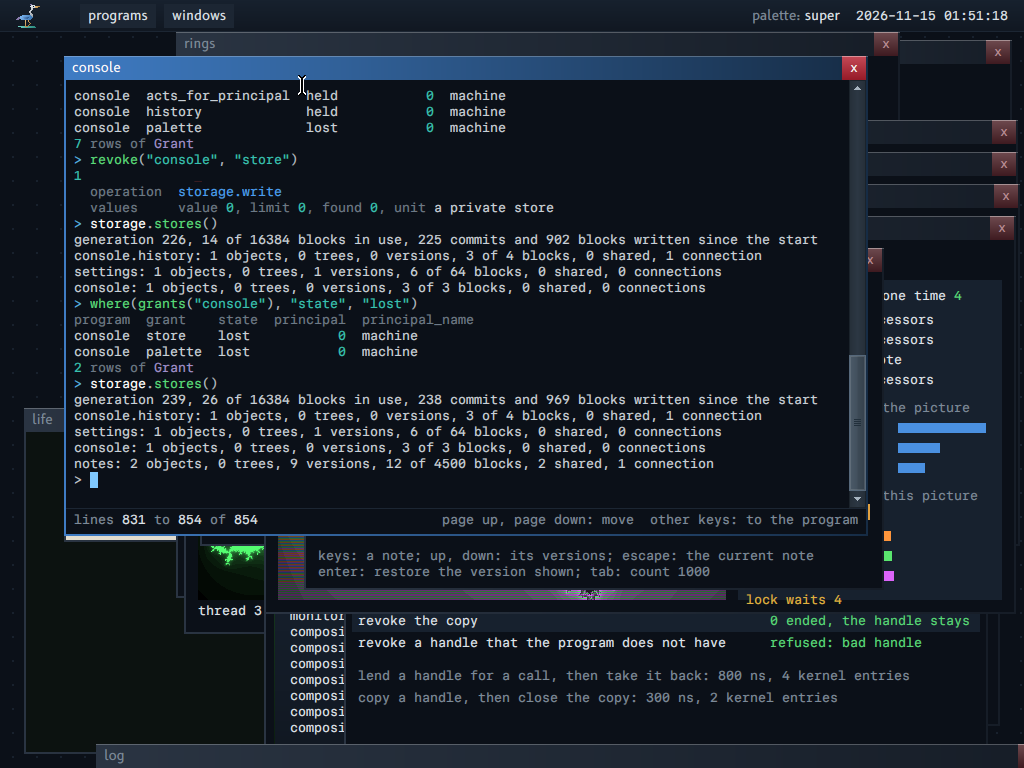 programs windows palette: super 2026-11-15 01:51:18
rings x
x
console x
console acts_for_principal held 0 machine
console history held 0 machine
console palette lost 0 machine
7 rows of Grant
> revoke("console", "store")
1
operation storage.write
values value 0, limit 0, found 0, unit a private store
> storage.stores()
generation 226, 14 of 16384 blocks in use, 225 commits and 902 blocks written since the start
console.history: 1 objects, 0 trees, 0 versions, 3 of 4 blocks, 0 shared, 1 connection
settings: 1 objects, 0 trees, 1 versions, 6 of 64 blocks, 0 shared, 0 connections
console: 1 objects, 0 trees, 0 versions, 3 of 3 blocks, 0 shared, 0 connections
> where(grants("console"), "state", "lost")
program grant state principal principal_name
console store lost 0 machine
console palette lost 0 machine
2 rows of Grant
> storage.stores()
generation 239, 26 of 16384 blocks in use, 238 commits and 969 blocks written since the start
console.history: 1 objects, 0 trees, 0 versions, 3 of 4 blocks, 0 shared, 1 connection
settings: 1 objects, 0 trees, 1 versions, 6 of 64 blocks, 0 shared, 0 connections
console: 1 objects, 0 trees, 0 versions, 3 of 3 blocks, 0 shared, 0 connections
notes: 2 objects, 0 trees, 9 versions, 12 of 4500 blocks, 2 shared, 1 connection
>
lines 831 to 854 of 854 page up, page down: move other keys: to the program
x
x
x
x
x
one time 4
cessors
cessors
ote
cessors
the picture
this picture
life
keys: a note; up, down: its versions; escape: the current note
enter: restore the version shown; tab: count 1000
lock waits 4
thread 3
monitor
composi
composi
composi
composi
composi
composi
composi
revoke the copy 0 ended, the handle stays
revoke a handle that the program does not have refused: bad handle
lend a handle for a call, then take it back: 800 ns, 4 kernel entries
copy a handle, then close the copy: 300 ns, 2 kernel entries
log